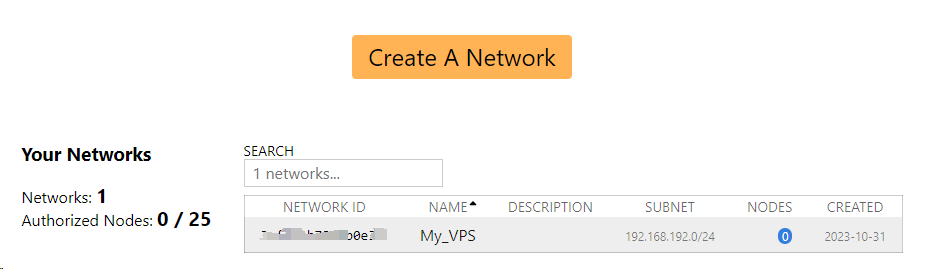 Create A Network
Your Networks
Networks: 1
Authorized Nodes: 0 / 25
SEARCH
1 networks...
NETWORK ID NAME DESCRIPTION SUBNET NODES CREATED
My_VPS 192.168.192.0/24 0 2023-10-31